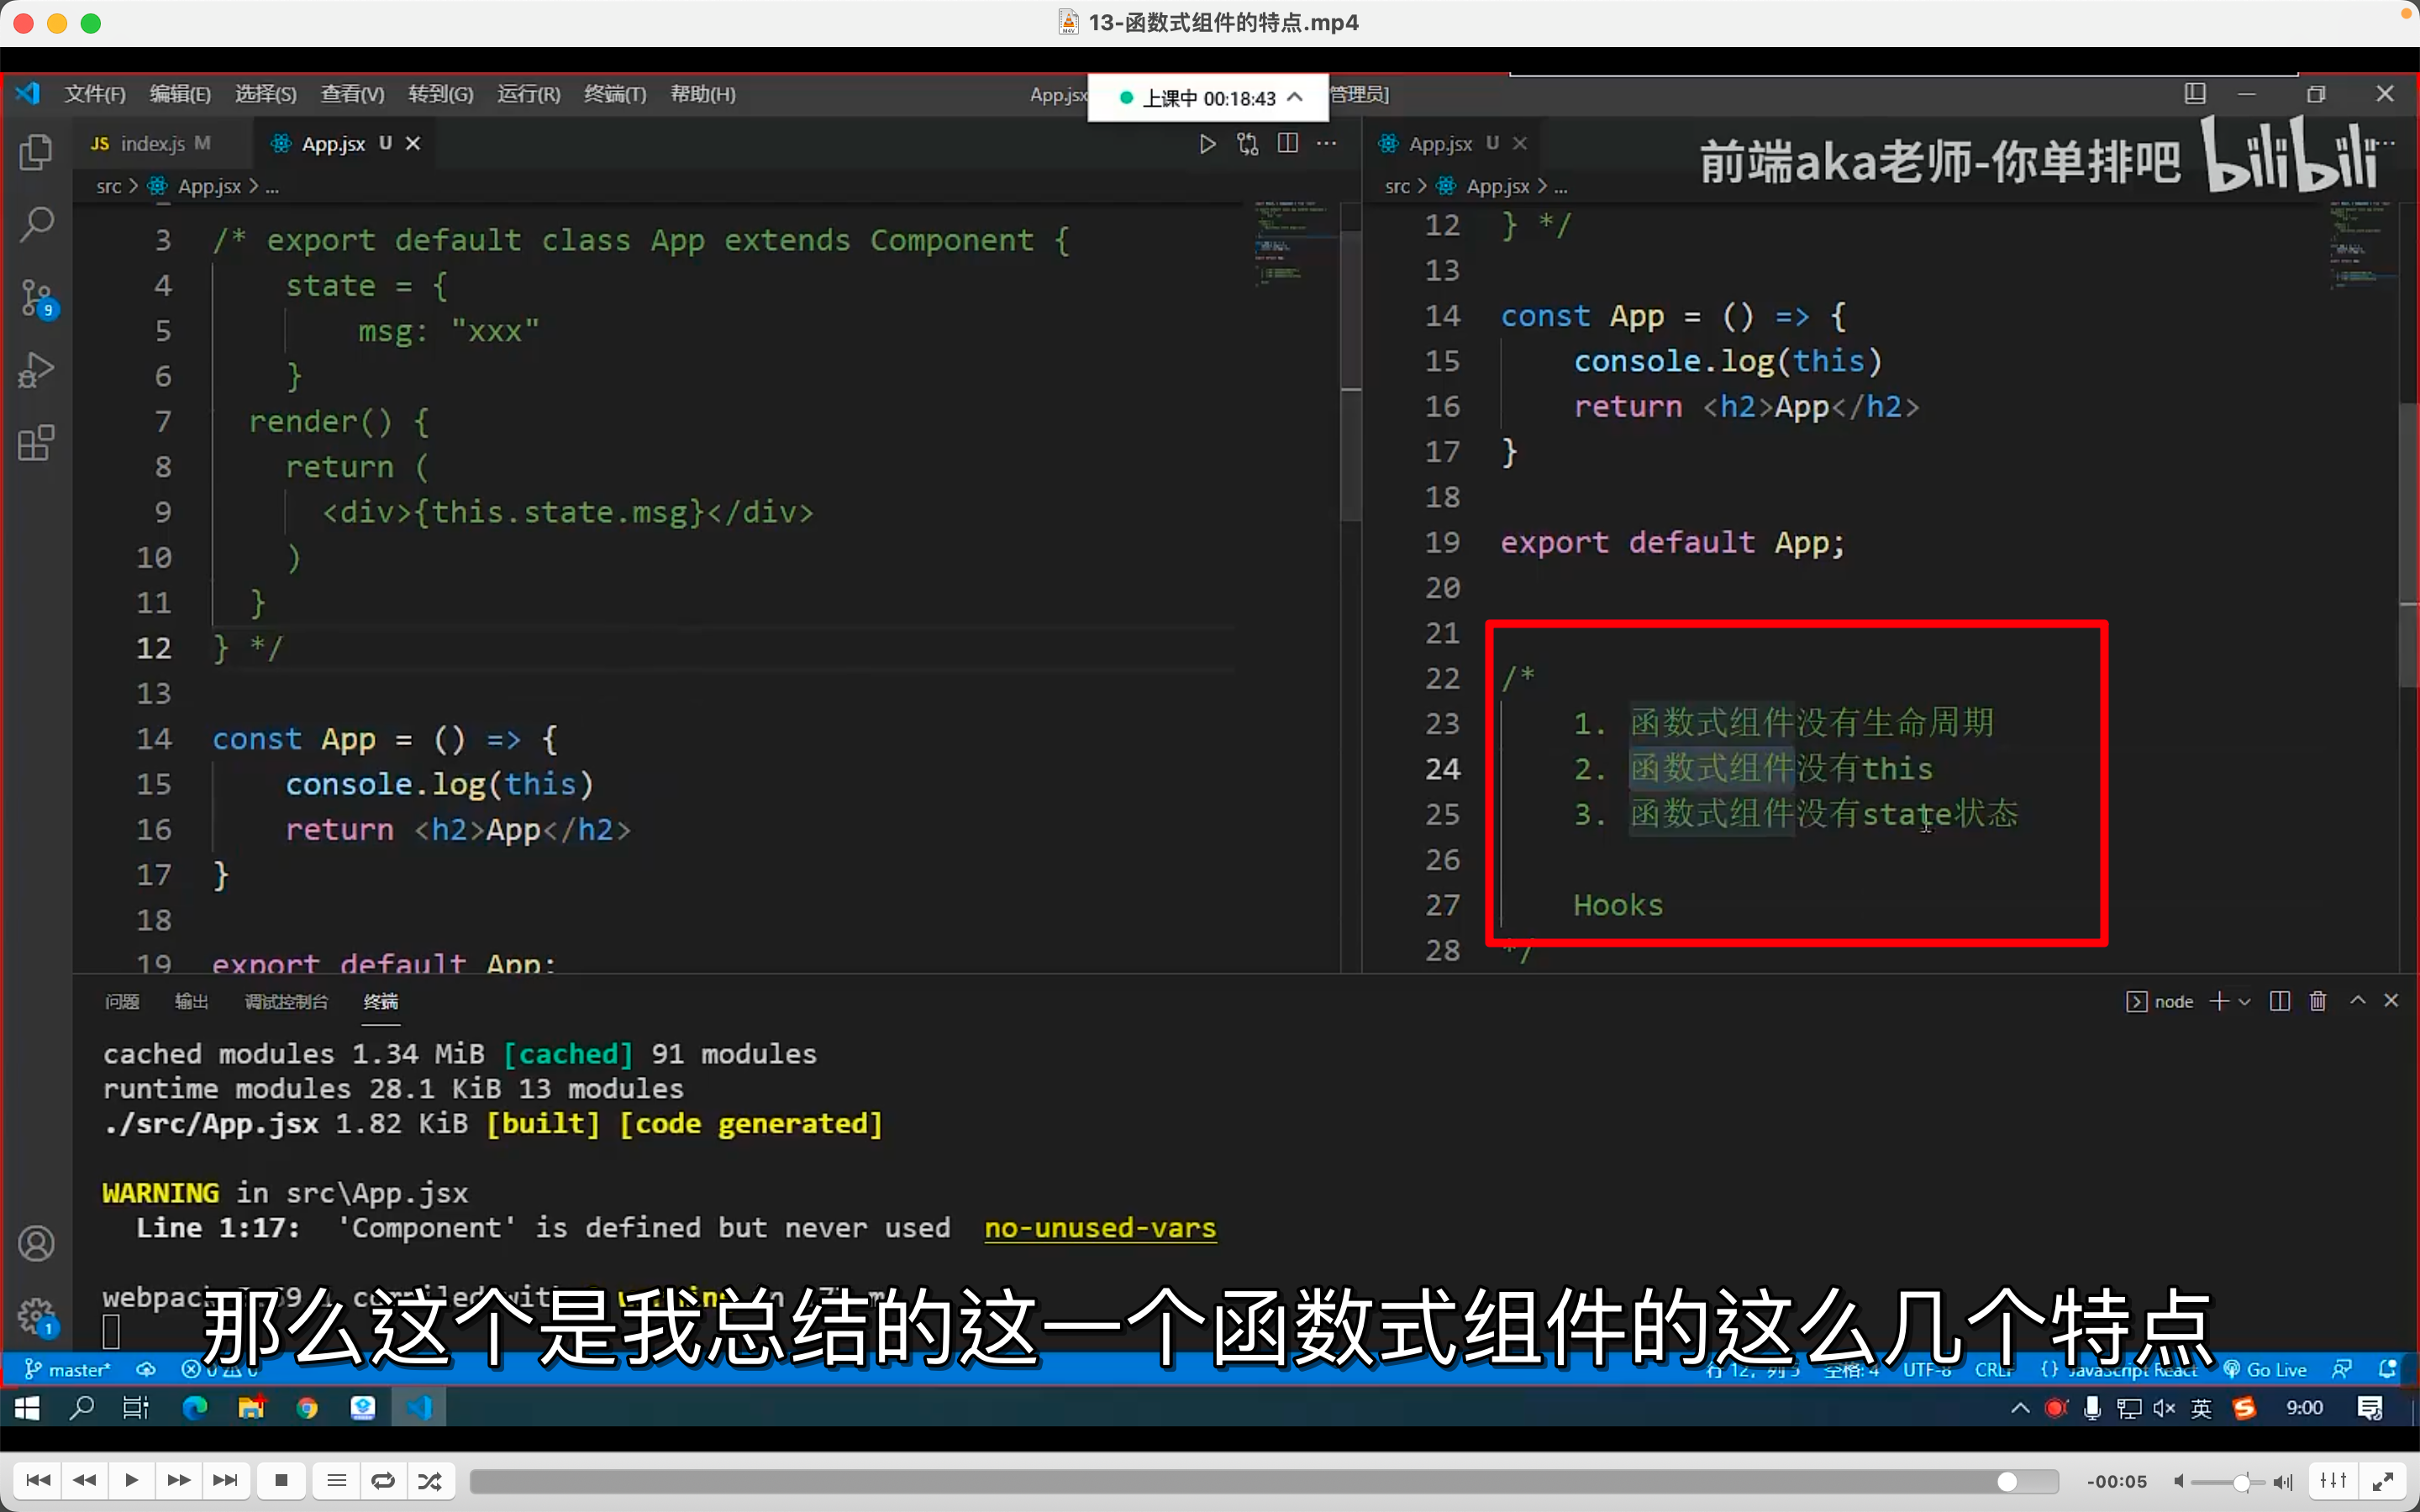 13-函数式组件的特点.mp4
文件(F) 编辑(E) 选择(S) 查看(V) 转到(G) 运行(R) 终端(T) 帮助(H)
App.jsx
上课中 00:18:43
管理员]
JS index.js M
App.jsx U
src > App.jsx > ...
3 /* export default class App extends Component {
4 state = {
5 msg: "xxx"
6 }
7 render() {
8 return (
9 <div>{this.state.msg}</div>
10 )
11 }
12 } */
13
14 const App = () => {
15 console.log(this)
16 return <h2>App</h2>
17 }
18
19 export default App;
App.jsx U
前端aka老师-你单排吧 bilibili
src > App.jsx > ...
12 } */
13
14 const App = () => {
15 console.log(this)
16 return <h2>App</h2>
17 }
18
19 export default App;
20
21
22 /*
23 1. 函数式组件没有生命周期
24 2. 函数式组件没有this
25 3. 函数式组件没有state状态
26
27 Hooks
28 */
9
问题 输出 调试控制台 终端
node
cached modules 1.34 MiB [cached] 91 modules
runtime modules 28.1 KiB 13 modules
./src/App.jsx 1.82 KiB [built] [code generated]
WARNING in src\App.jsx
Line 1:17: 'Component' is defined but never used no-unused-vars
1
那么这个是我总结的这一个函数式组件的这么几个特点
master*
行 12，列 5 空格: 4 UTF-8 CRLF {} JavaScript React Go Live
英 9:00
-00:05